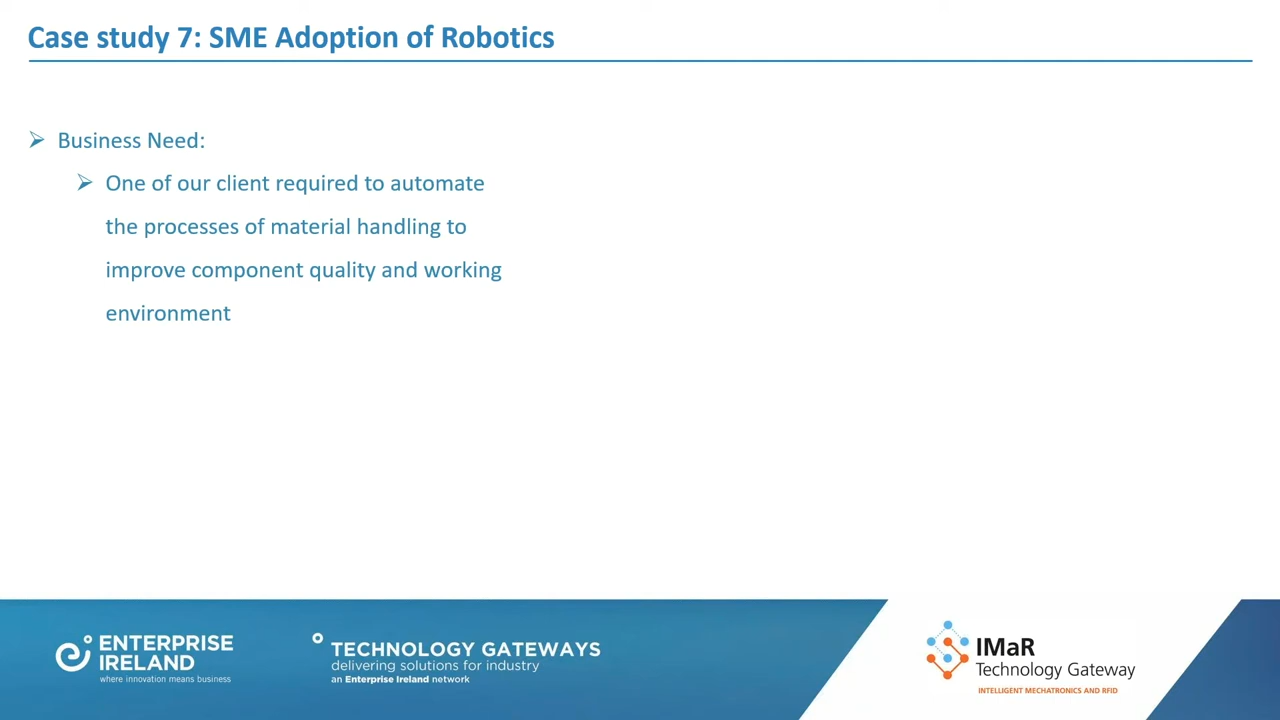 Case study 7: SME Adoption of Robotics
Business Need:
One of our client required to automate
the processes of material handling to
improve component quality and working
environment
ENTERPRISE
IRELAND
where innovation means business
TECHNOLOGY GATEWAYS
delivering solutions for industry
an Enterprise Ireland network
IMaR
Technology Gateway
INTELLIGENT MECHATRONICS AND RFID